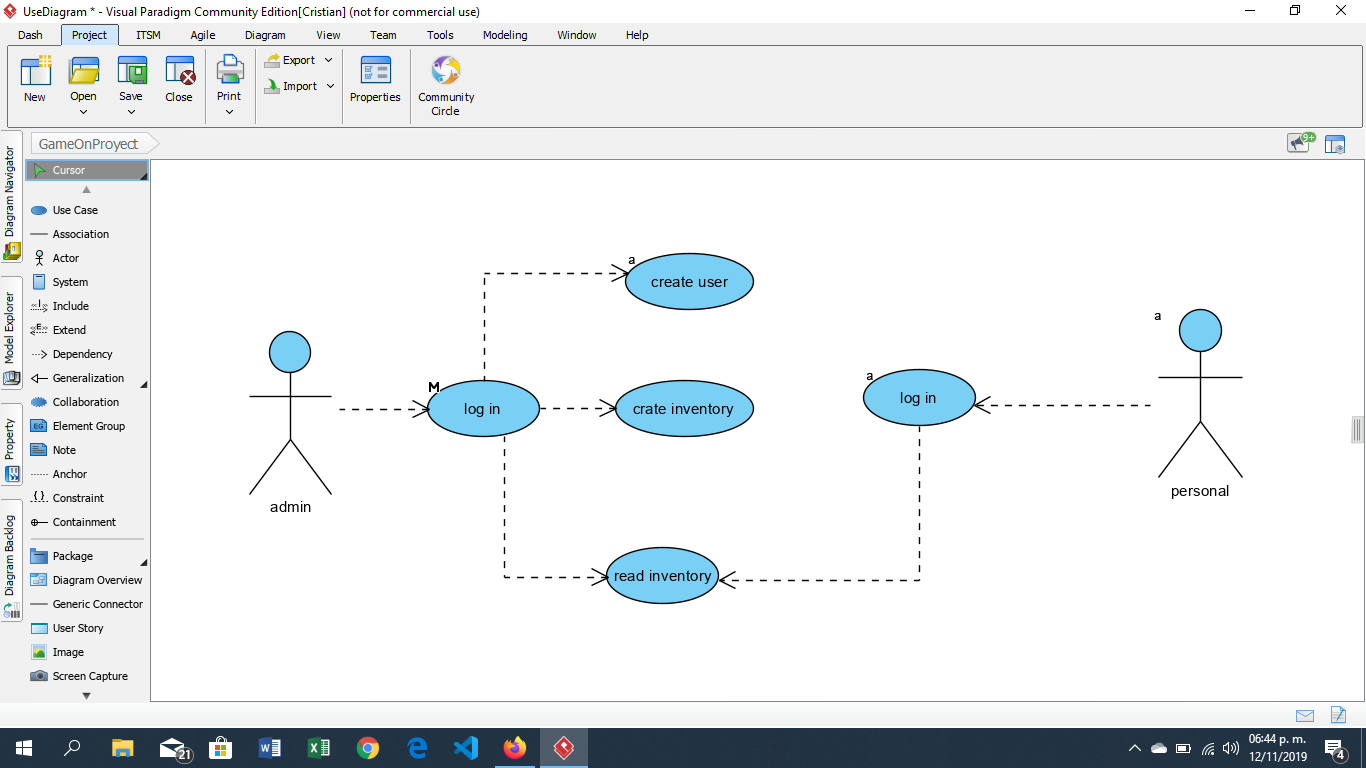 UseDiagram * - Visual Paradigm Community Edition[Cristian] (not for commercial use)
Dash Project ITSM Agile Diagram View Team Tools Modeling Window Help
New Open Save Close Print Export Import Properties Community Circle
GameOnProyect
9+
Diagram Navigator
Model Explorer
Property
Diagram Backlog
Cursor
Use Case
Association
Actor
System
Include
Extend
Dependency
Generalization
Collaboration
Element Group
Note
Anchor
Constraint
Containment
Package
Diagram Overview
Generic Connector
User Story
Image
Screen Capture
a
create user
a
M
log in
crate inventory
a
log in
admin
personal
read inventory
21
06:44 p. m.
12/11/2019
4